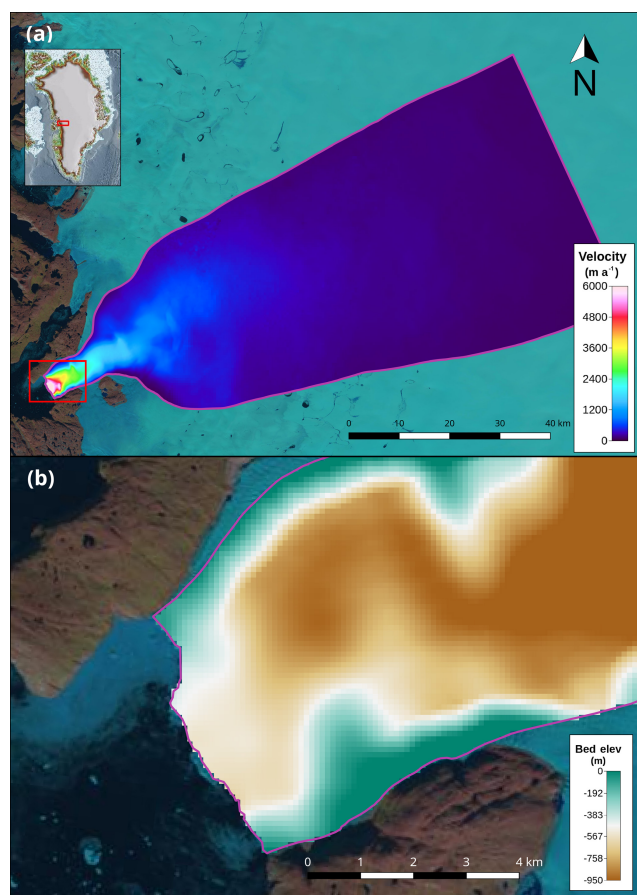 (a)
N
Velocity
(m a⁻¹)
6000
4800
3600
2400
1200
0
0 10 20 30 40 km
(b)
Bed elev
(m)
0
-192
-383
-567
-758
-950
0 1 2 3 4 km